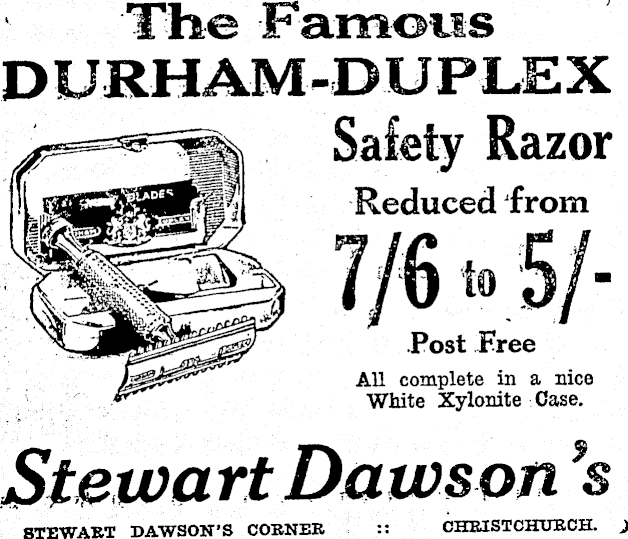 The Famous
DURHAM-DUPLEX
Safety Razor
Reduced from
7/6 to 5/-
Post Free
All complete in a nice
White Xylonite Case.
BLADES
Stewart Dawson's
STEWART DAWSON'S CORNER :: CHRISTCHURCH.